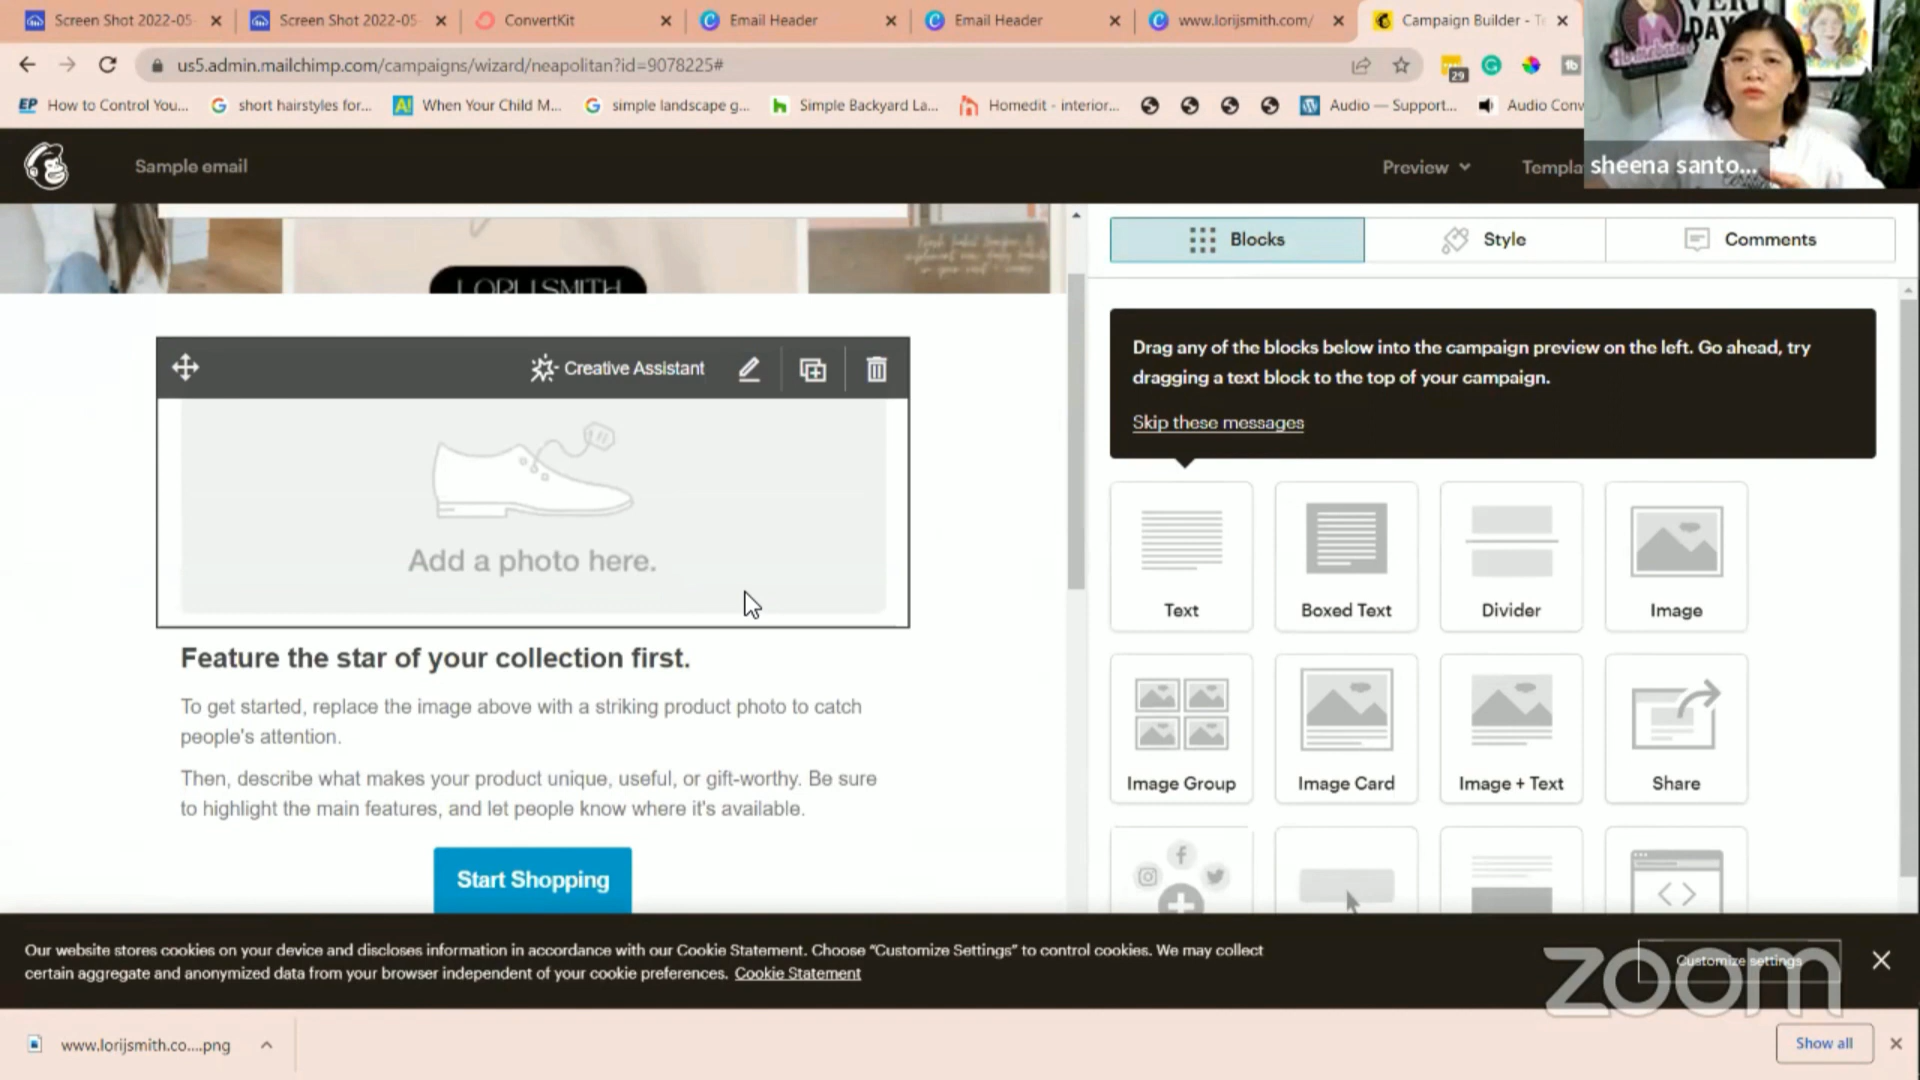 Screen Shot 2022-05
Screen Shot 2022-05
ConvertKit
Email Header
Email Header
www.lorijsmith.com/
Campaign Builder - Te
us5.admin.mailchimp.com/campaigns/wizard/neapolitan?id=9078225#
29
EP How to Control You...
short hairstyles for...
When Your Child M...
simple landscape g...
Simple Backyard La...
Homedit - interior...
Audio — Support...
Audio Conv
VERY
DAY
Homebased
sheena santo...
Sample email
Preview
Templa
LORIJSMITH
Blocks
Style
Comments
Drag any of the blocks below into the campaign preview on the left. Go ahead, try
dragging a text block to the top of your campaign.
Skip these messages
Creative Assistant
Add a photo here.
Feature the star of your collection first.
To get started, replace the image above with a striking product photo to catch
people's attention.
Then, describe what makes your product unique, useful, or gift-worthy. Be sure
to highlight the main features, and let people know where it's available.
Start Shopping
Text
Boxed Text
Divider
Image
Image Group
Image Card
Image + Text
Share
Our website stores cookies on your device and discloses information in accordance with our Cookie Statement. Choose “Customize Settings” to control cookies. We may collect
certain aggregate and anonymized data from your browser independent of your cookie preferences. Cookie Statement
Customize settings
zoom
www.lorijsmith.co....png
Show all